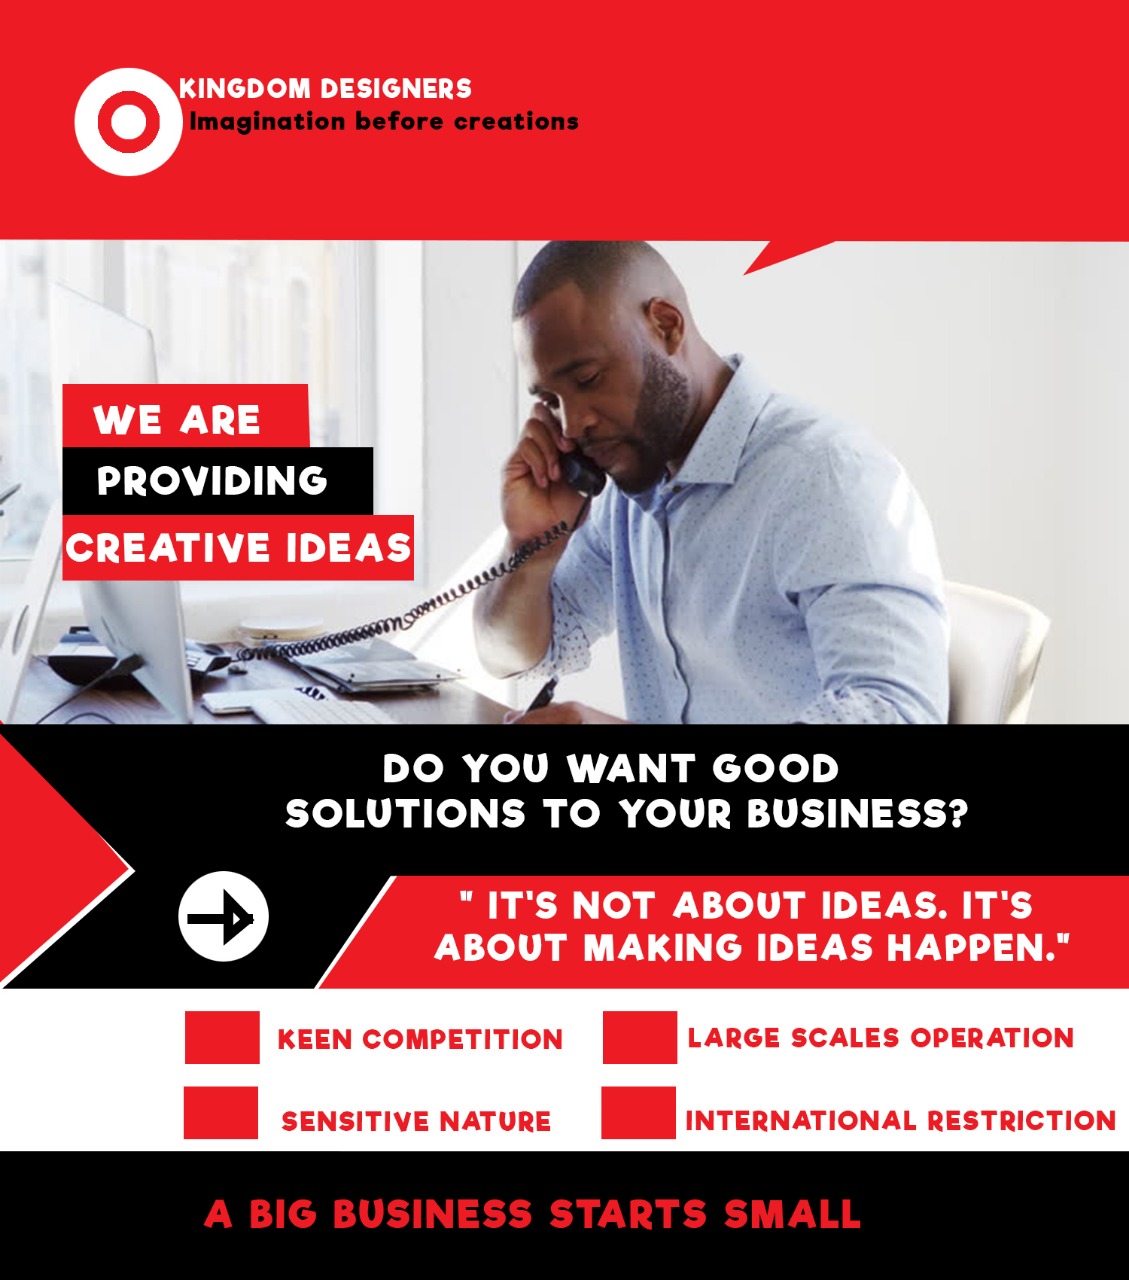 KINGDOM DESIGNERS
Imagination before creations
WE ARE
PROVIDING
CREATIVE IDEAS
DO YOU WANT GOOD
SOLUTIONS TO YOUR BUSINESS?
" IT'S NOT ABOUT IDEAS. IT'S
ABOUT MAKING IDEAS HAPPEN."
KEEN COMPETITION
LARGE SCALES OPERATION
SENSITIVE NATURE
INTERNATIONAL RESTRICTION
A BIG BUSINESS STARTS SMALL